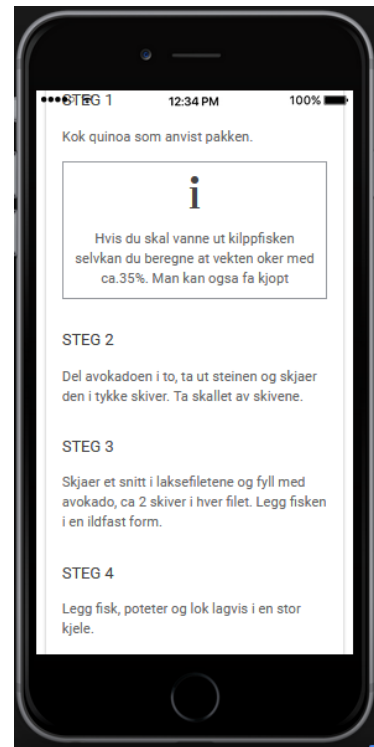 STEG 1
12:34 PM
100%
Kok quinoa som anvist pakken.
i
Hvis du skal vanne ut kilppfisken
selvkan du beregne at vekten oker med
ca.35%. Man kan ogsa fa kjopt
STEG 2
Del avokadoen i to, ta ut steinen og skjaer
den i tykke skiver. Ta skallet av skivene.
STEG 3
Skjaer et snitt i laksefiletene og fyll med
avokado, ca 2 skiver i hver filet. Legg fisken
i en ildfast form.
STEG 4
Legg fisk, poteter og lok lagvis i en stor
kjele.